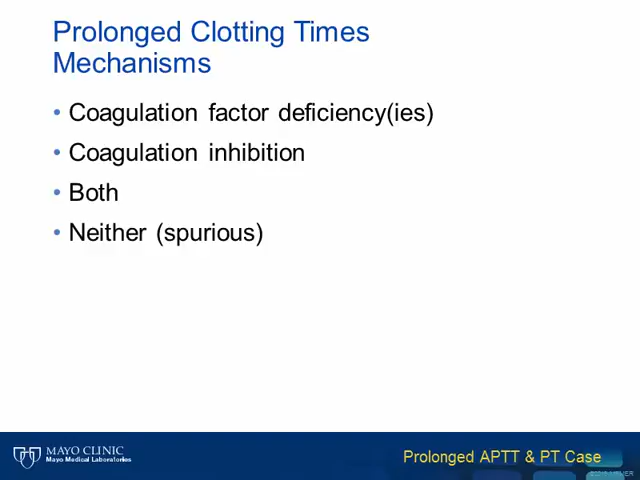 Prolonged Clotting Times
Mechanisms
• Coagulation factor deficiency(ies)
• Coagulation inhibition
• Both
• Neither (spurious)
MAYO CLINIC
Mayo Medical Laboratories
Prolonged APTT & PT Case